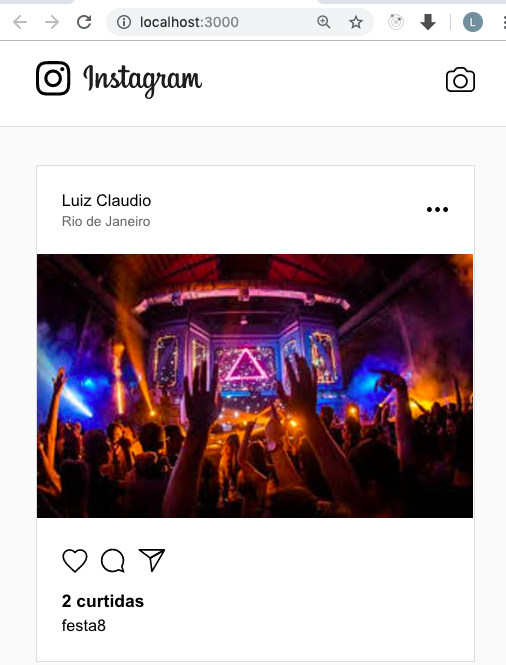 localhost:3000
L
Instagram
Luiz Claudio
Rio de Janeiro
2 curtidas
festa8